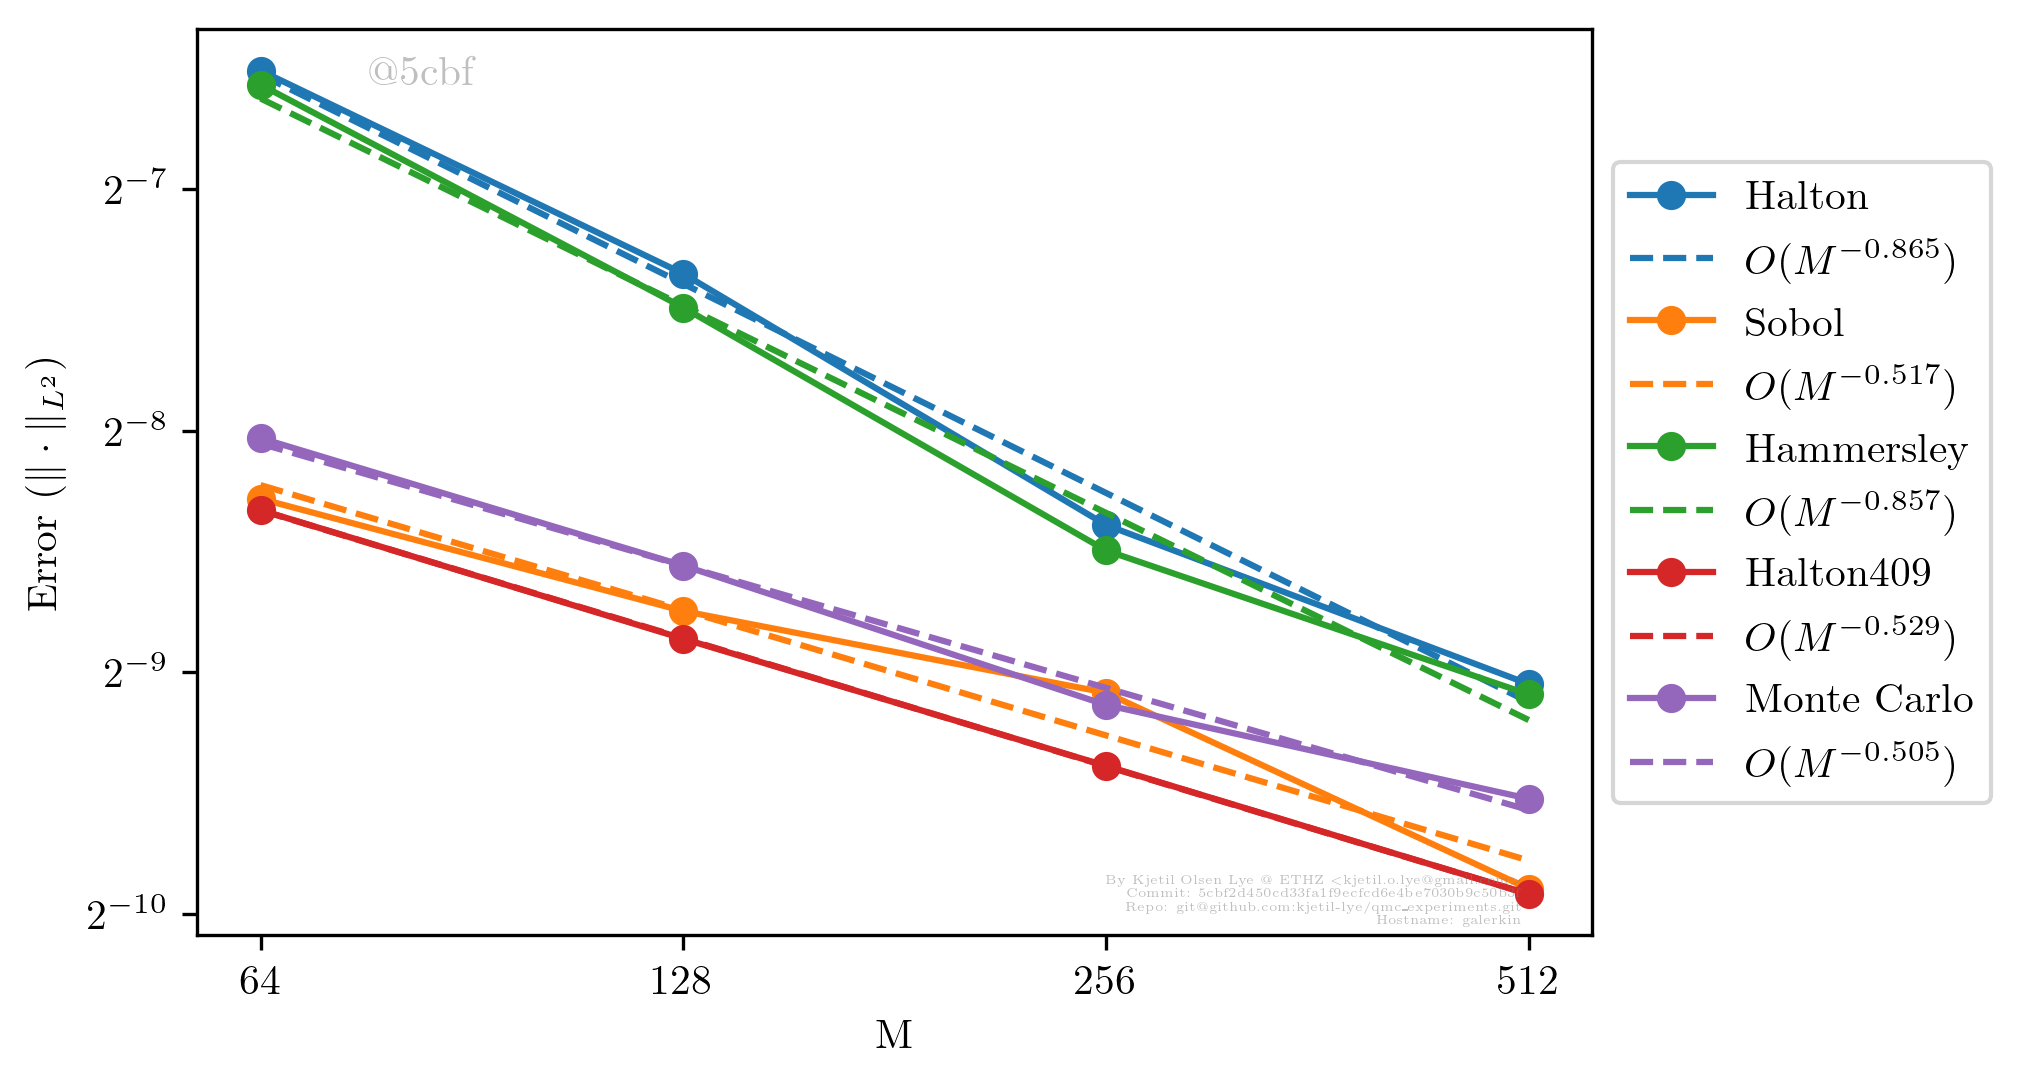 @5cbf
2^{-7}
2^{-8}
2^{-9}
2^{-10}
Error (|| · ||_{L^2})
64 128 256 512
M
Halton
O(M^{-0.865})
Sobol
O(M^{-0.517})
Hammersley
O(M^{-0.857})
Halton409
O(M^{-0.529})
Monte Carlo
O(M^{-0.505})
By Kjetil Olsen Lye @ ETHZ
Commit:
Repo: git@github.com:kjetil-lye/qmc_experiments.git
Hostname: galerkin